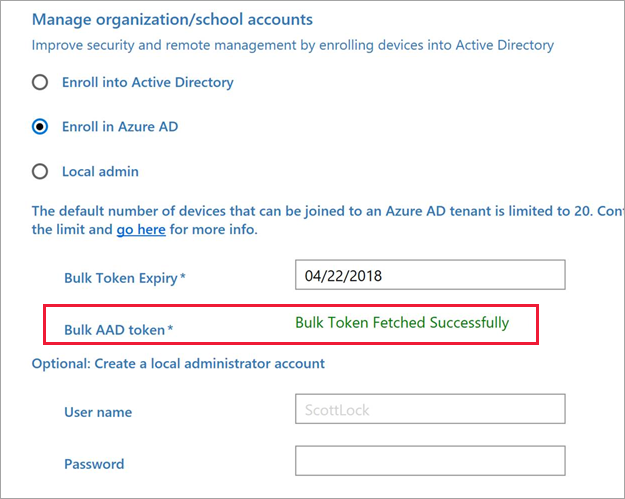 Manage organization/school accounts
Improve security and remote management by enrolling devices into Active Directory
Enroll into Active Directory
Enroll in Azure AD
Local admin
The default number of devices that can be joined to an Azure AD tenant is limited to 20. Con
the limit and go here for more info.
Bulk Token Expiry*
04/22/2018
Bulk AAD token*
Bulk Token Fetched Successfully
Optional: Create a local administrator account
User name
ScottLock
Password